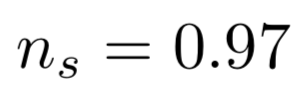 n_s = 0.97